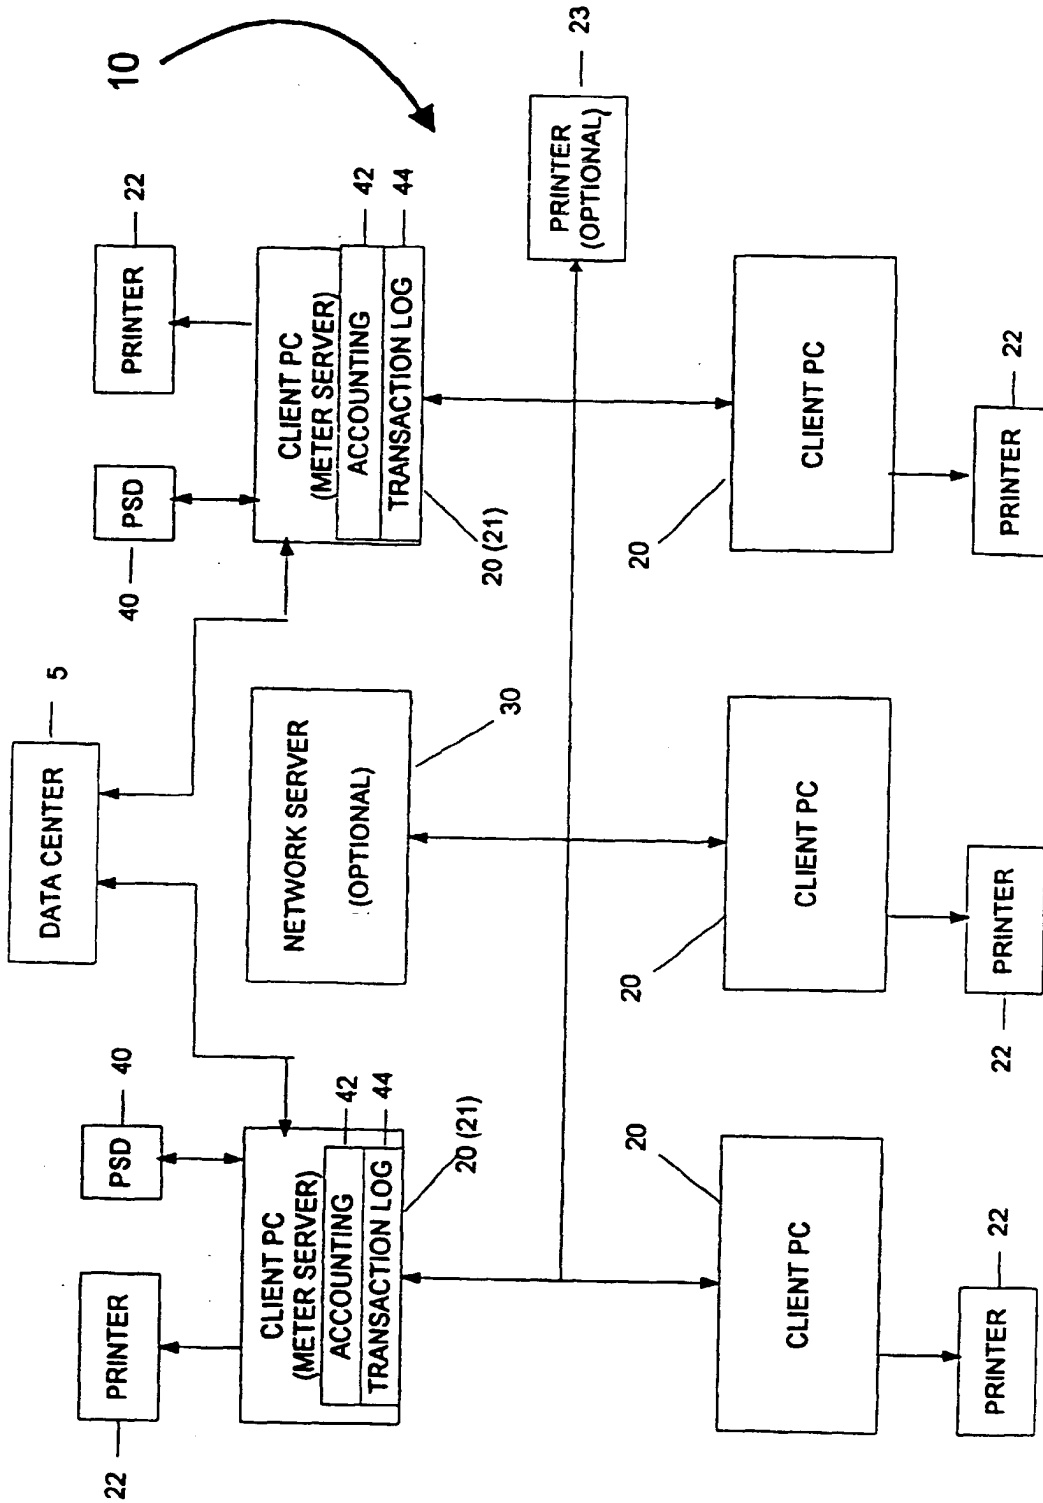 10
DATA CENTER
5
22
PRINTER
PSD
40
40
PSD
PRINTER
22
CLIENT PC
(METER SERVER)
ACCOUNTING
42
TRANSACTION LOG
44
20 (21)
NETWORK SERVER
(OPTIONAL)
30
CLIENT PC
(METER SERVER)
ACCOUNTING
42
TRANSACTION LOG
44
20 (21)
PRINTER
(OPTIONAL)
23
20
CLIENT PC
PRINTER
22
20
CLIENT PC
22
PRINTER
20
CLIENT PC
PRINTER
22